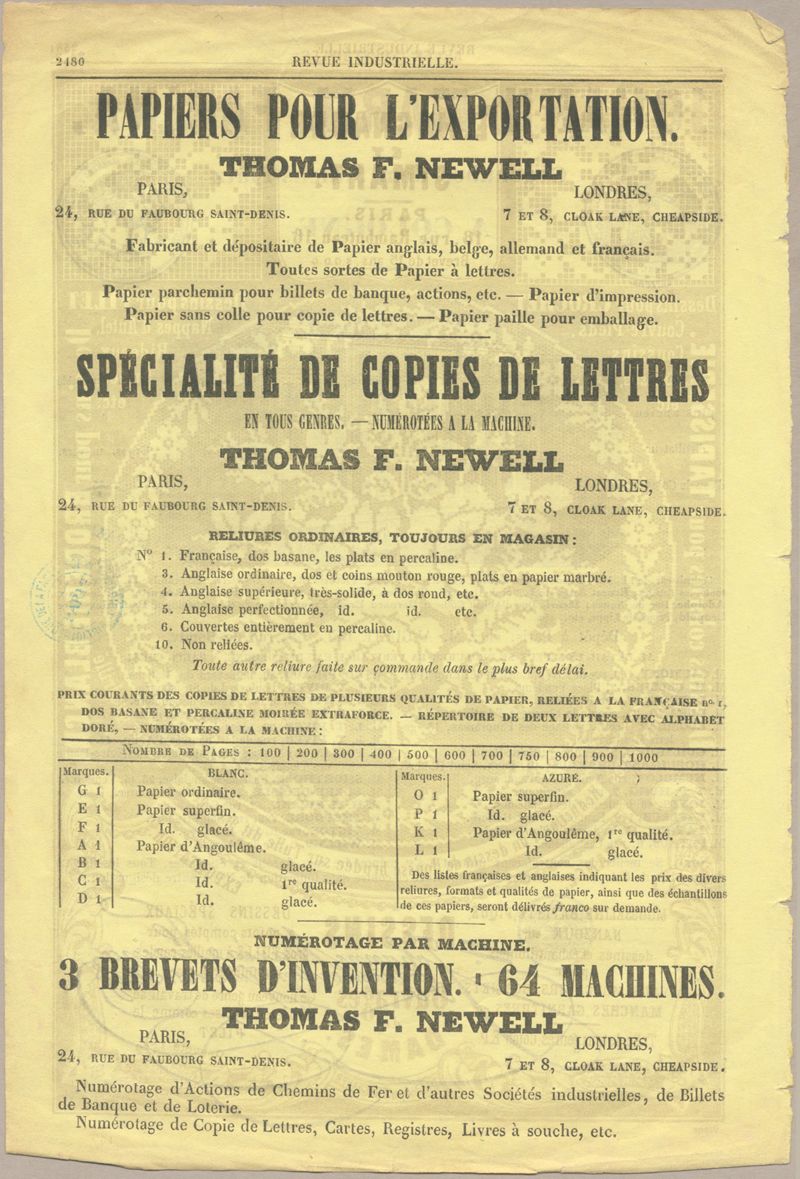 2480 REVUE INDUSTRIELLE.
PAPIERS POUR L'EXPORTATION.
THOMAS F. NEWELL
PARIS, LONDRES,
24, RUE DU FAUBOURG SAINT-DENIS. 7 ET 8, CLOAK LANE, CHEAPSIDE.
Fabricant et dépositaire de Papier anglais, belge, allemand et français.
Toutes sortes de Papier à lettres.
Papier parchemin pour billets de banque, actions, etc. — Papier d'impression.
Papier sans colle pour copie de lettres. — Papier paille pour emballage.
SPÉCIALITÉ DE COPIES DE LETTRES
EN TOUS GENRES. — NUMÉROTÉES A LA MACHINE.
THOMAS F. NEWELL
PARIS, LONDRES,
24, RUE DU FAUBOURG SAINT-DENIS. 7 ET 8, CLOAK LANE, CHEAPSIDE.
RELIURES ORDINAIRES, TOUJOURS EN MAGASIN :
No 1. Française, dos basane, les plats en percaline.
3. Anglaise ordinaire, dos et coins mouton rouge, plats en papier marbré.
4. Anglaise supérieure, très-solide, à dos rond, etc.
5. Anglaise perfectionnée, id. id. etc.
6. Couvertes entièrement en percaline.
10. Non reliées.
Toute autre reliure faite sur commande dans le plus bref délai.
PRIX COURANTS DES COPIES DE LETTRES DE PLUSIEURS QUALITÉS DE PAPIER, RELIÉES A LA FRANÇAISE no 1,
DOS BASANE ET PERCALINE MOIRÉE EXTRAFORCE. — RÉPERTOIRE DE DEUX LETTRES AVEC ALPHABET
DORÉ, — NUMÉROTÉES A LA MACHINE :
NOMBRE DE PAGES : 100 | 200 | 300 | 400 | 500 | 600 | 700 | 750 | 800 | 900 | 1000
Marques. BLANC.
G 1 Papier ordinaire.
E 1 Papier superfin.
F 1 Id. glacé.
A 1 Papier d'Angoulême.
B 1 Id. glacé.
C 1 Id. 1re qualité.
D 1 Id. glacé.
Marques. AZURÉ.
O 1 Papier superfin.
P 1 Id. glacé.
K 1 Papier d'Angoulême, 1re qualité.
L 1 Id. glacé.
Des listes françaises et anglaises indiquant les prix des divers
reliures, formats et qualités de papier, ainsi que des échantillons
de ces papiers, seront délivrés franco sur demande.
NUMÉROTAGE PAR MACHINE.
3 BREVETS D'INVENTION. 64 MACHINES.
THOMAS F. NEWELL
PARIS, LONDRES,
24, RUE DU FAUBOURG SAINT-DENIS. 7 ET 8, CLOAK LANE, CHEAPSIDE.
Numérotage d'Actions de Chemins de Fer et d'autres Sociétés industrielles, de Billets
de Banque et de Loterie.
Numérotage de Copie de Lettres, Cartes, Registres, Livres à souche, etc.